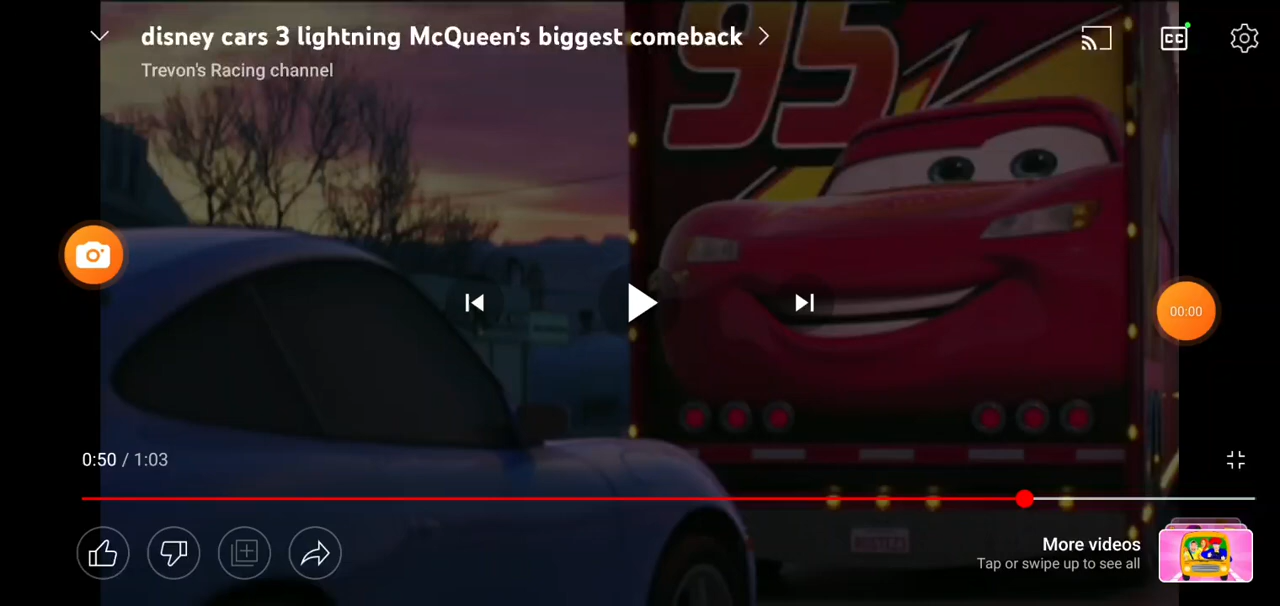 disney cars 3 lightning McQueen's biggest comeback
Trevon's Racing channel
CC
95
00:00
0:50 / 1:03
More videos
Tap or swipe up to see all